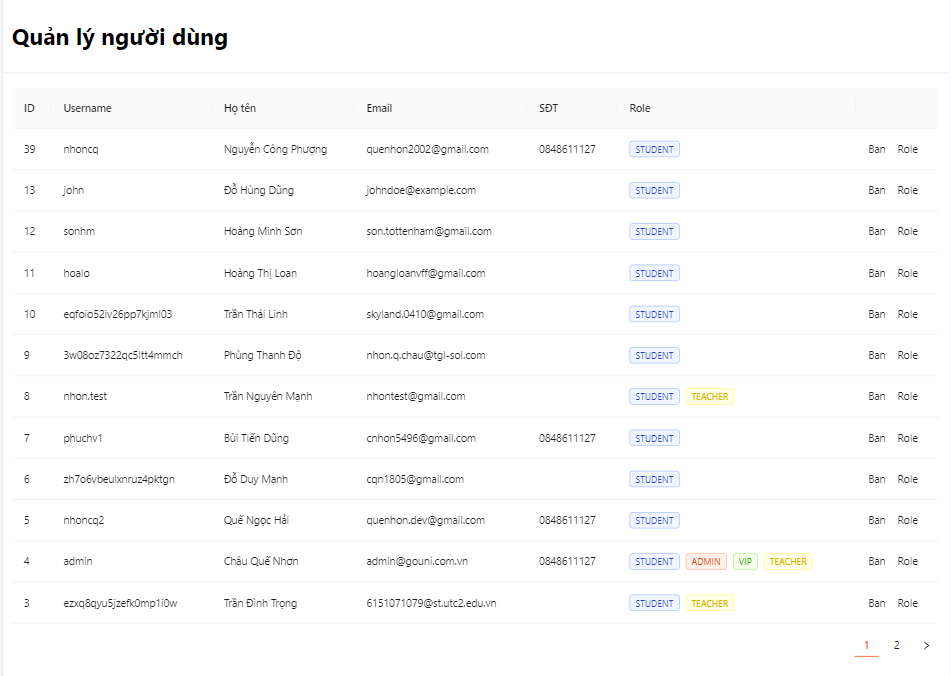 Quản lý người dùng
ID Username Họ tên Email SĐT Role
39 nhoncq Nguyễn Công Phượng quenhon2002@gmail.com 0848611127 STUDENT Ban Role
13 john Đỗ Hùng Dũng johndoe@example.com STUDENT Ban Role
12 sonhm Hoàng Minh Sơn son.tottenham@gmail.com STUDENT Ban Role
11 hoalo Hoàng Thị Loan hoangloanvff@gmail.com STUDENT Ban Role
10 eqfoio52iv26pp7kjml03 Trần Thái Linh skyland.0410@gmail.com STUDENT Ban Role
9 3w08oz7322qc5ltt4mmch Phùng Thanh Độ nhon.q.chau@tgl-sol.com STUDENT Ban Role
8 nhon.test Trần Nguyên Mạnh nhontest@gmail.com STUDENT TEACHER Ban Role
7 phuchv1 Bùi Tiến Dũng cnhon5496@gmail.com 0848611127 STUDENT Ban Role
6 zh7o6vbeulxnruz4pktgn Đỗ Duy Mạnh cqn1805@gmail.com STUDENT Ban Role
5 nhoncq2 Quế Ngọc Hải quenhon.dev@gmail.com 0848611127 STUDENT Ban Role
4 admin Châu Quế Nhơn admin@gouni.com.vn 0848611127 STUDENT ADMIN VIP TEACHER Ban Role
3 ezxq8qyu5jzefk0mp1i0w Trần Đình Trọng 6151071079@st.utc2.edu.vn STUDENT TEACHER Ban Role
1 2 >